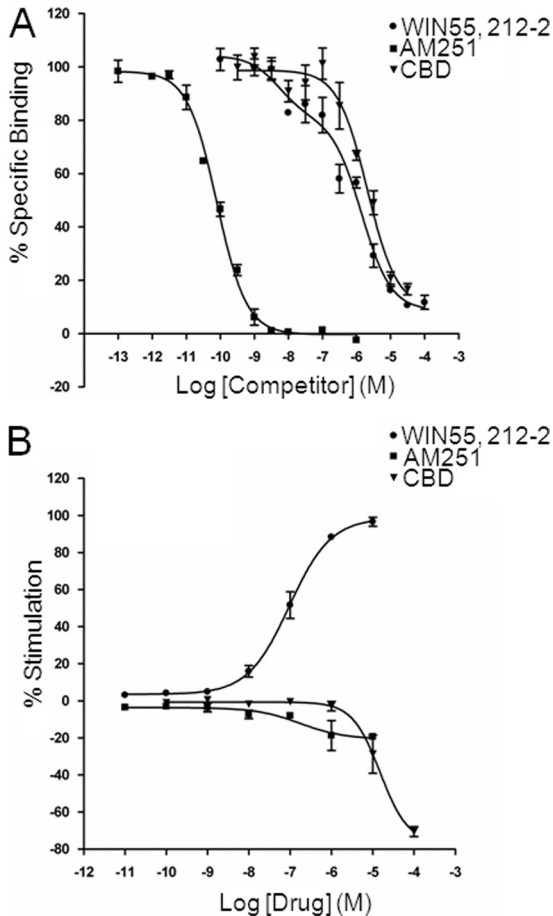 A
WIN55, 212-2
AM251
CBD
% Specific Binding
120
100
80
60
40
20
0
-20
-13 -12 -11 -10 -9 -8 -7 -6 -5 -4 -3
Log [Competitor] (M)
B
WIN55, 212-2
AM251
CBD
% Stimulation
120
100
80
60
40
20
0
-20
-40
-60
-80
-12 -11 -10 -9 -8 -7 -6 -5 -4 -3
Log [Drug] (M)